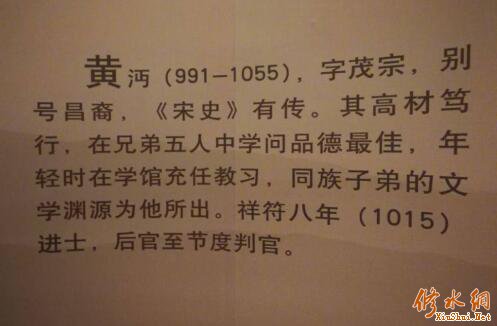 黄沔(991—1055)，字茂宗，别
号昌裔，《宋史》有传。其高材笃
行，在兄弟五人中学问品德最佳，年
轻时在学馆充任教习，同族子弟的文
学渊源为他所出。祥符八年(1015)
进士，后官至节度判官。
修水网
XiuShui.Net